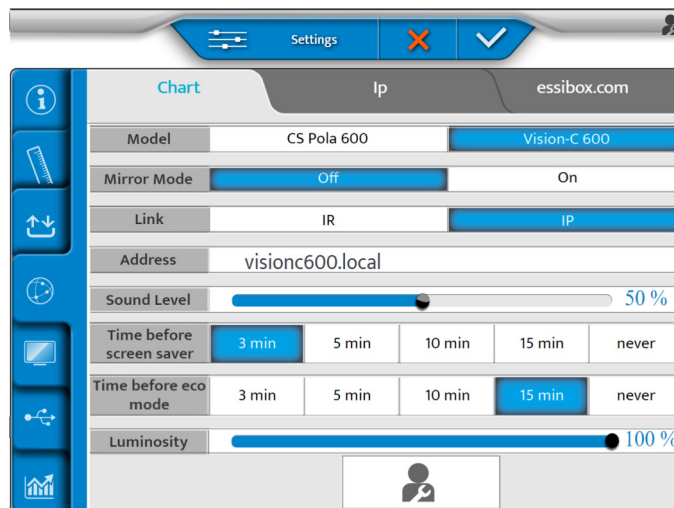 Settings
Chart Ip essibox.com
Model CS Pola 600 Vision-C 600
Mirror Mode Off On
Link IR IP
Address visionc600.local
Sound Level 50 %
Time before screen saver 3 min 5 min 10 min 15 min never
Time before eco mode 3 min 5 min 10 min 15 min never
Luminosity 100 %